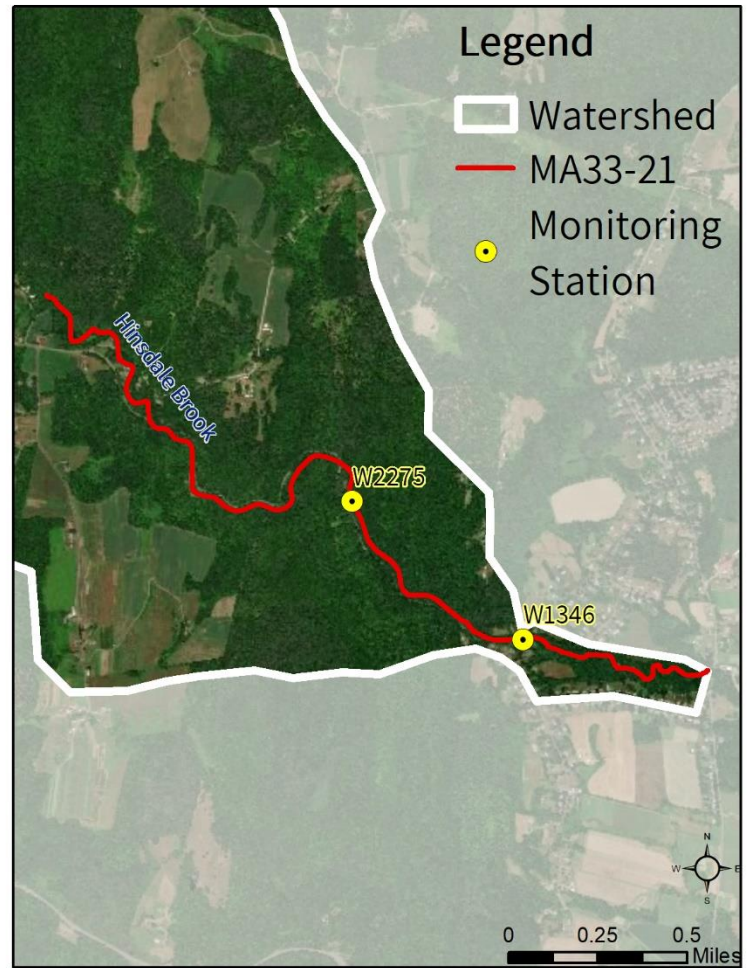 Legend
Watershed
MA33-21
Monitoring
Station
Hinsdale Brook
W2275
W1346
N
W E
S
0 0.25 0.5
Miles